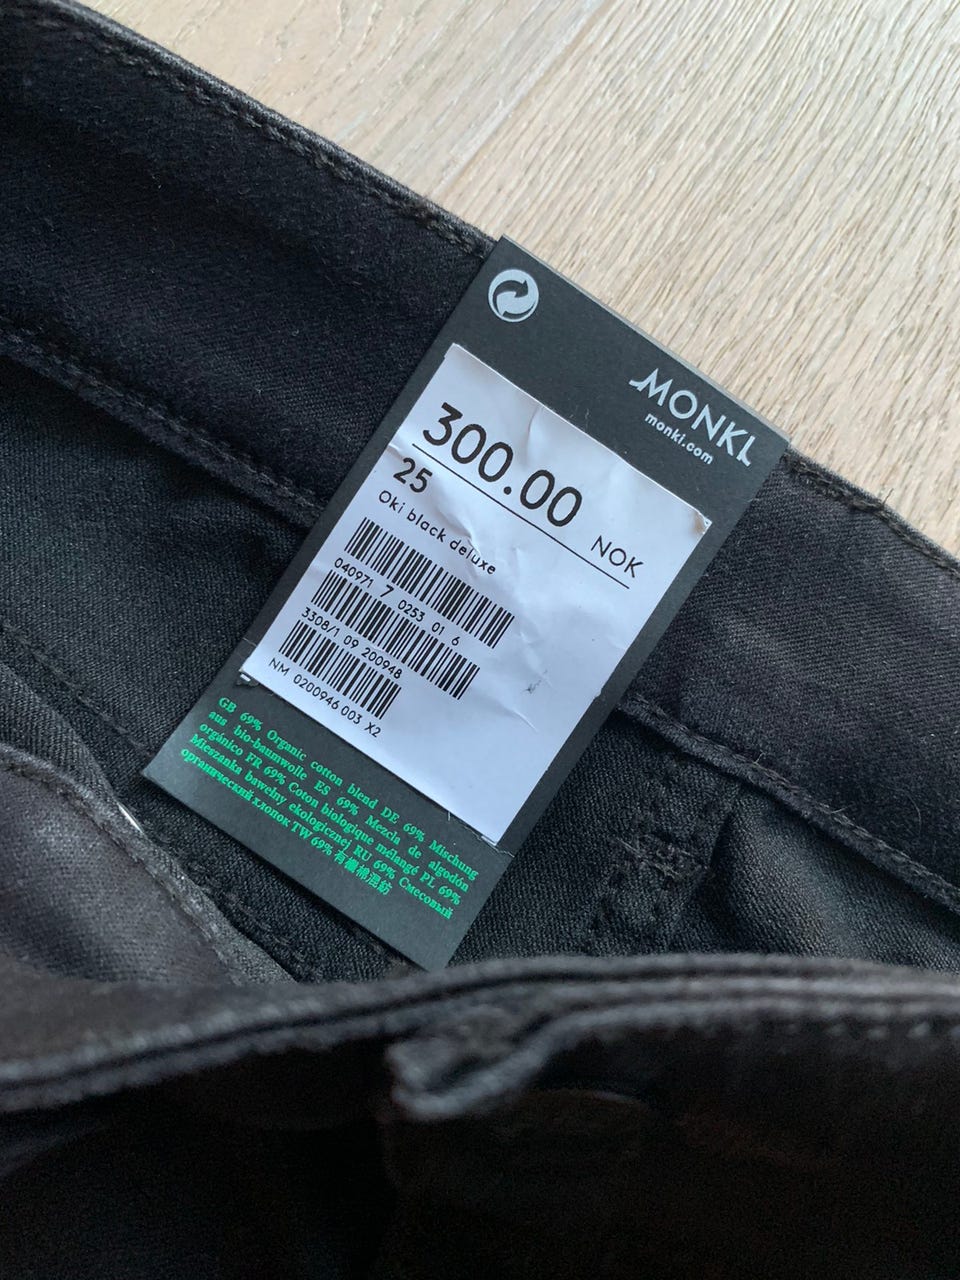 MONKI
monki.com
300.00 NOK
25
Oki black deluxe
040971 7 0253 01 6
3308/1 09 200948
NM 0200946 003 X2
GB 69% Organic cotton blend DE 69% Mischung
aus bio-baumwolle ES 69% Mezcla de algodón
orgánico FR 69% Coton biologique mélangé PL 69%
Mieszanka bawełny ekologicznej RU 69% Смесовый
органический хлопок TW 69% 有機棉混紡